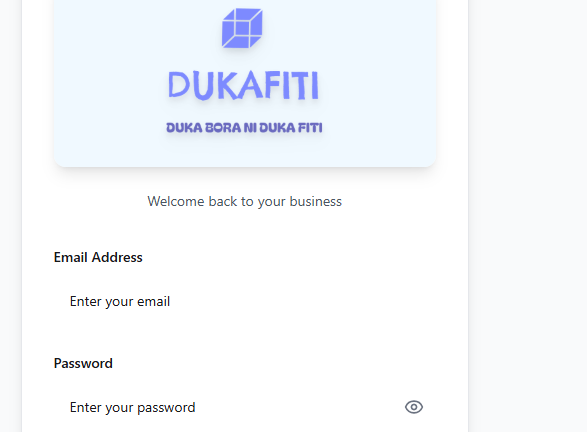 DUKAFITI
DUKA BORA NI DUKA FITI
Welcome back to your business
Email Address
Enter your email
Password
Enter your password